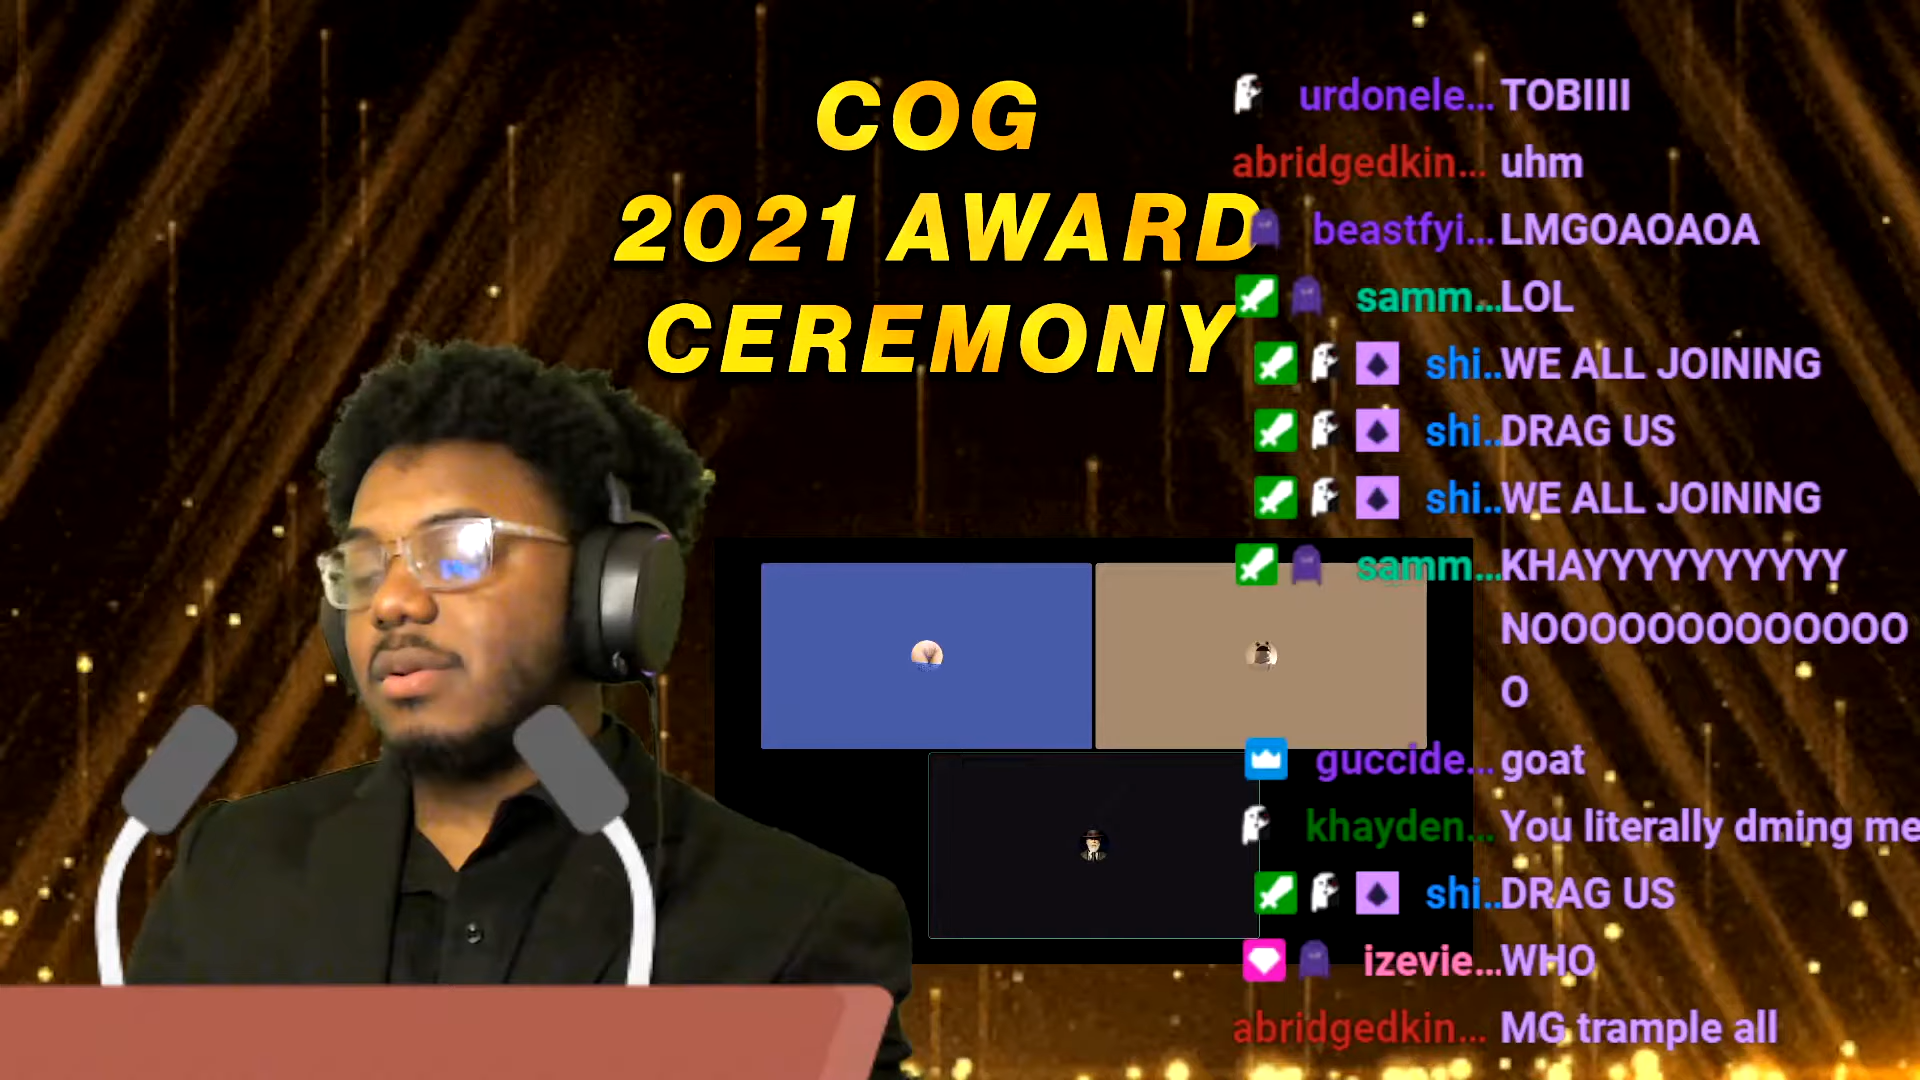 COG
2021 AWARD
CEREMONY
urdonele... TOBIIII
abridgedkin... uhm
beastfyi... LMGOAOAOA
samm... LOL
shi.. WE ALL JOINING
shi.. DRAG US
shi.. WE ALL JOINING
samm... KHAYYYYYYYYYYY
NOOOOOOOOOOOOO
O
guccide... goat
khayden... You literally dming me
shi.. DRAG US
izevie... WHO
abridgedkin... MG trample all